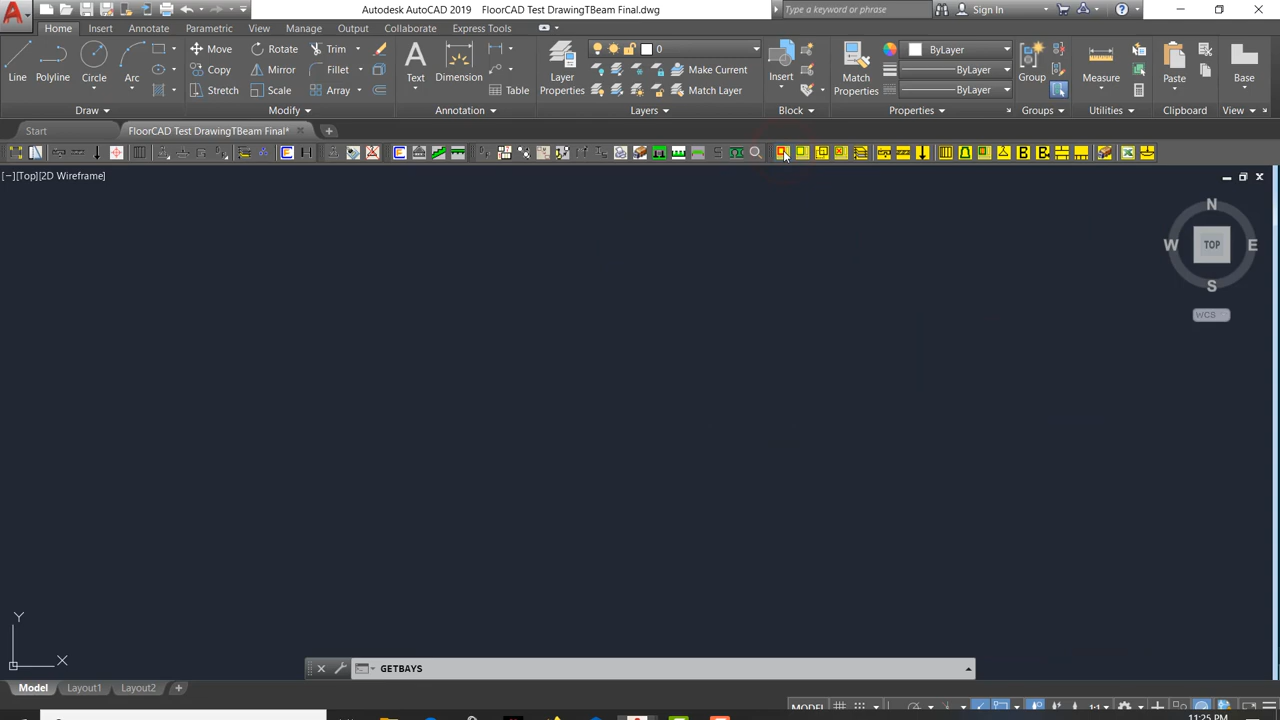 Autodesk AutoCAD 2019 FloorCAD Test DrawingTBeam Final.dwg
Type a keyword or phrase
Sign In
Home Insert Annotate Parametric View Manage Output Collaborate Express Tools
Line Polyline Circle Arc
Move Rotate Trim
Copy Mirror Fillet
Stretch Scale Array
Text Dimension Table
Layer Properties
0
Make Current
Match Layer
Insert
Match Properties
ByLayer
ByLayer
ByLayer
Group Measure Paste Base
Draw Modify Annotation Layers Block Properties Groups Utilities Clipboard View
Start FloorCAD Test DrawingTBeam Final*
[−][Top][2D Wireframe]
N
W TOP E
S
WCS
Y
X
GETBAYS
Model Layout1 Layout2
MODEL 1:1
11:25 PM